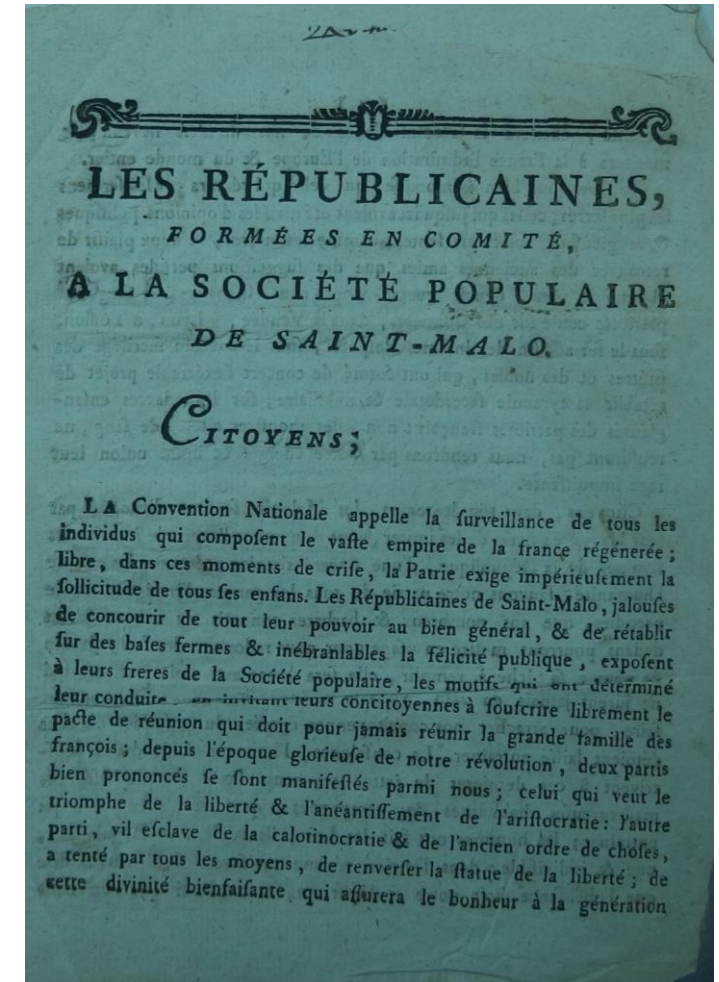 LES RÉPUBLICAINES,
FORMÉES EN COMITÉ,
A LA SOCIÉTÉ POPULAIRE
DE SAINT-MALO.
CITOYENS;
LA Convention Nationale appelle la ſurveillance de tous les
individus qui compoſent le vaſte empire de la france régénerée ;
libre, dans ces moments de criſe, la Patrie exige impérieuſement la
ſollicitude de tous ſes enfans. Les Républicaines de Saint-Malo, jalouſes
de concourir de tout leur pouvoir au bien général, & de rétablir
ſur des baſes fermes & inébranlables la félicité publique, expoſent
à leurs freres de la Société populaire, les motifs qui ont déterminé
leur conduite, en invitant leurs concitoyennes à ſouſcrire librement le
pacte de réunion qui doit pour jamais réunir la grande famille des
françois ; depuis l'époque glorieuſe de notre révolution, deux partis
bien prononcés ſe ſont manifeſtés parmi nous ; celui qui veut le
triomphe de la liberté & l'anéantiſſement de l'ariſtocratie : l'autre
parti, vil eſclave de la calotinocratie & de l'ancien ordre de choſes,
a tenté par tous les moyens, de renverſer la ſtatue de la liberté ; de
cette divinité bienfaiſante qui aſſurera le bonheur à la génération